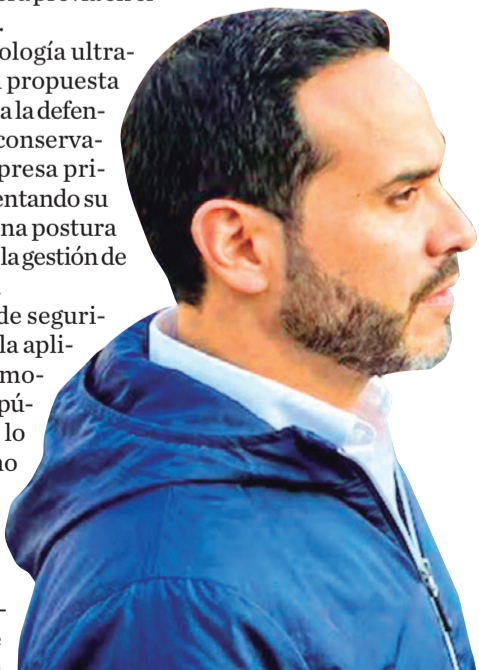 .
ología ultra-
propuesta
a la defen-
conserva-
presa pri-
entando su
na postura
la gestión de
de seguri-
la apli-
mo-
pú-
lo
no